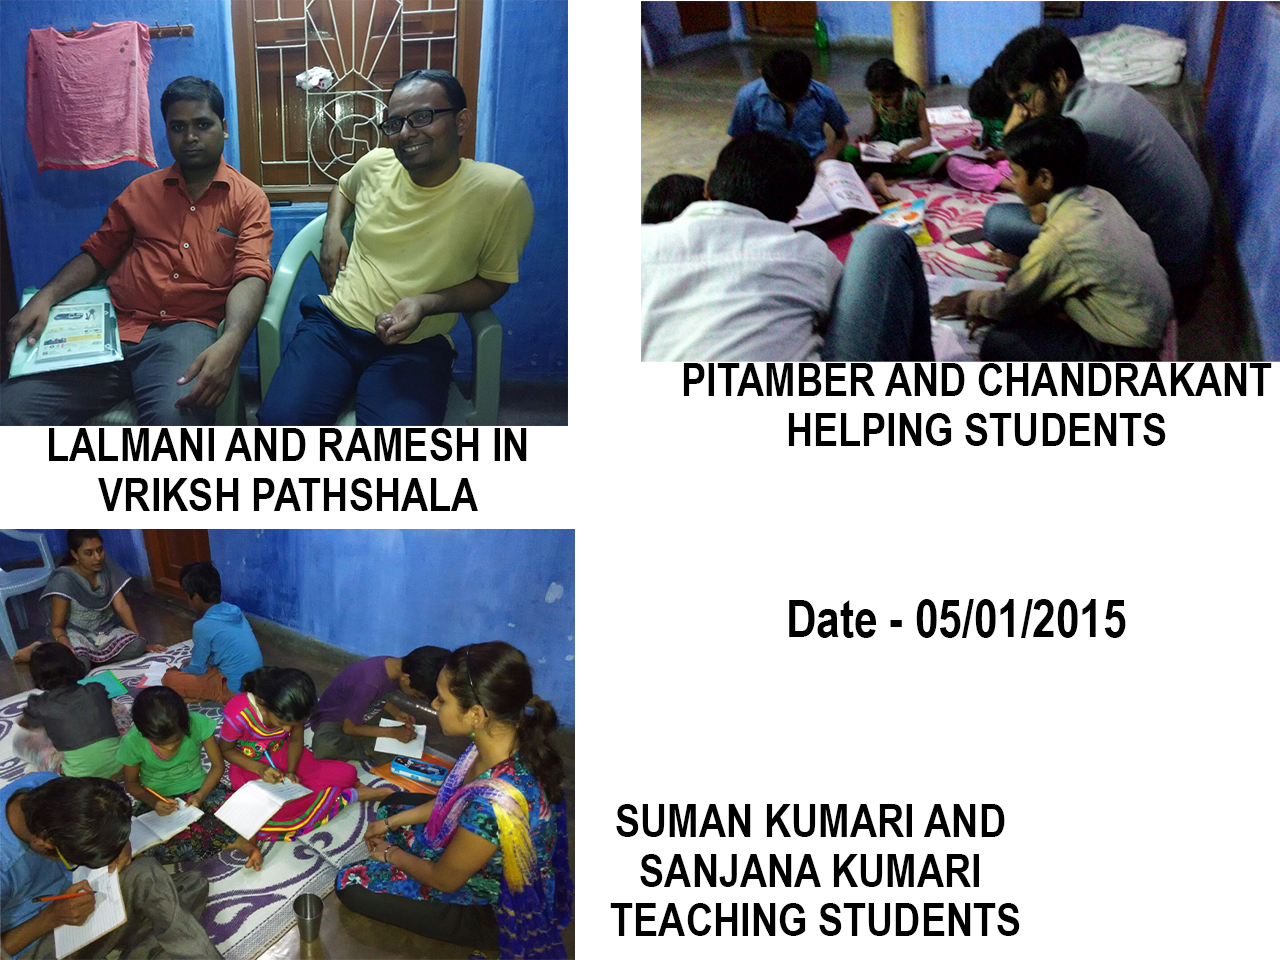 LALMANI AND RAMESH IN
VRIKSH PATHSHALA
PITAMBER AND CHANDRAKANT
HELPING STUDENTS
Date - 05/01/2015
SUMAN KUMARI AND
SANJANA KUMARI
TEACHING STUDENTS